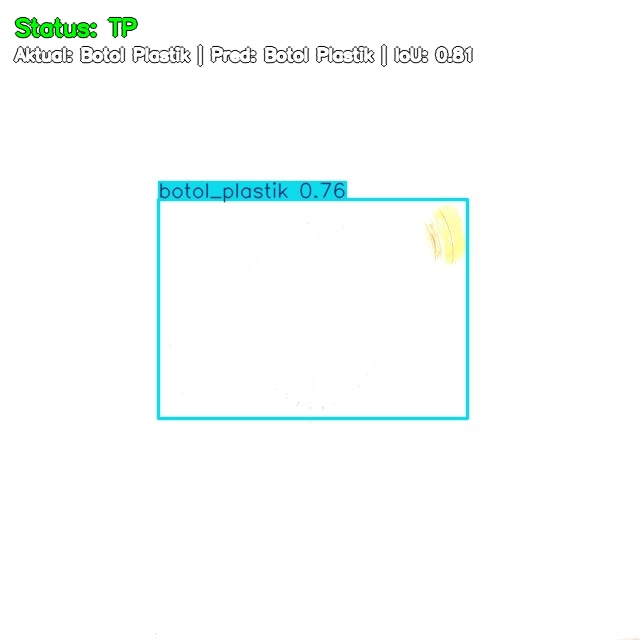 Status: TP
Aktual: Botol Plastik | Pred: Botol Plastik | IoU: 0.81
botol_plastik 0.76